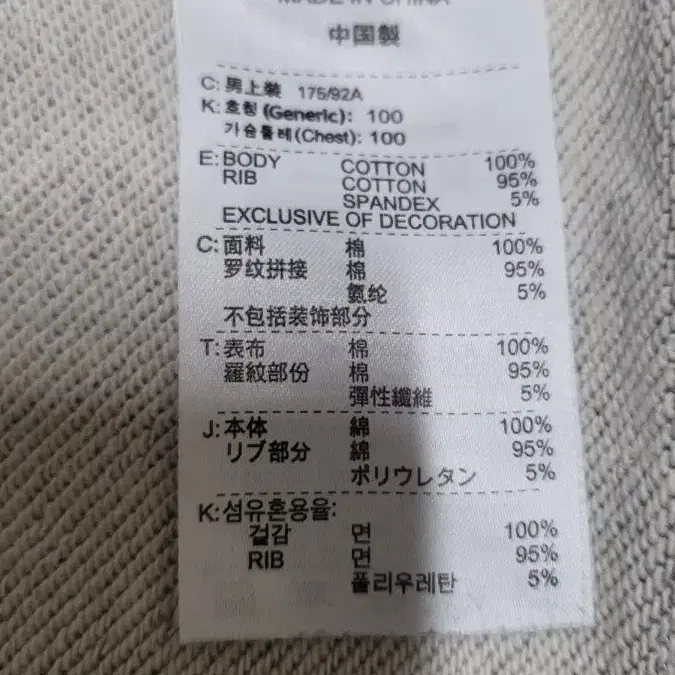 MADE IN CHINA
中国製
C: 男上裝 175/92A
K: 호칭 (Generic): 100
가슴둘레(Chest): 100
E: BODY COTTON 100%
RIB COTTON 95%
SPANDEX 5%
EXCLUSIVE OF DECORATION
C: 面料 棉 100%
罗纹拼接 棉 95%
氨纶 5%
不包括装饰部分
T: 表布 棉 100%
羅紋部份 棉 95%
彈性纖維 5%
J: 本体 綿 100%
リブ部分 綿 95%
ポリウレタン 5%
K: 섬유혼용율:
겉감 면 100%
RIB 면 95%
폴리우레탄 5%